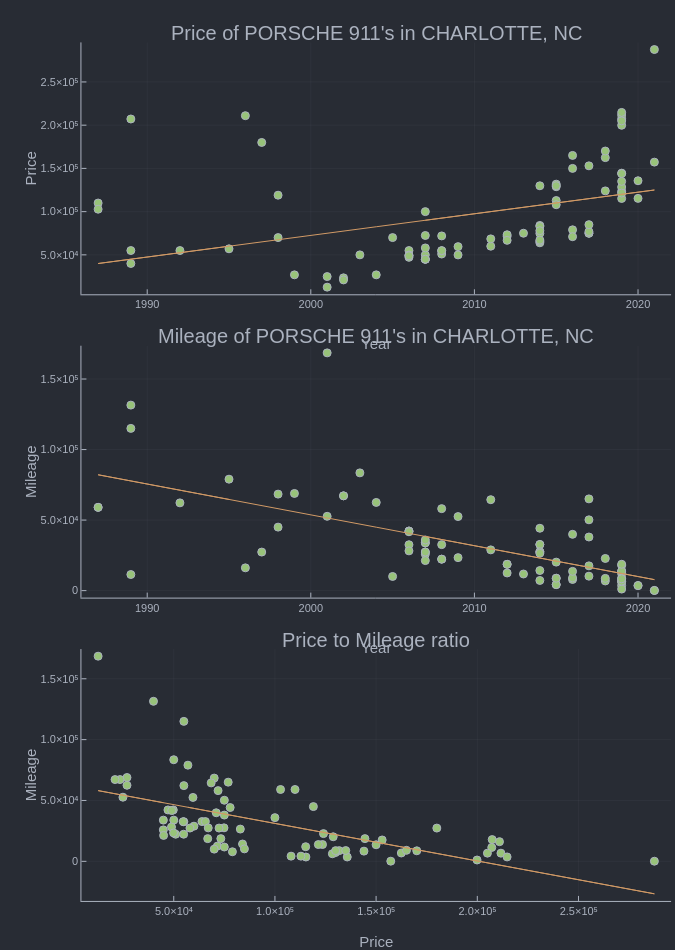 Price of PORSCHE 911's in CHARLOTTE, NC
2.5×10⁵
2.0×10⁵
1.5×10⁵
1.0×10⁵
5.0×10⁴
Price
1990 2000 2010 2020
Year
Mileage of PORSCHE 911's in CHARLOTTE, NC
1.5×10⁵
1.0×10⁵
5.0×10⁴
0
Mileage
1990 2000 2010 2020
Year
Price to Mileage ratio
1.5×10⁵
1.0×10⁵
5.0×10⁴
0
Mileage
5.0×10⁴ 1.0×10⁵ 1.5×10⁵ 2.0×10⁵ 2.5×10⁵
Price